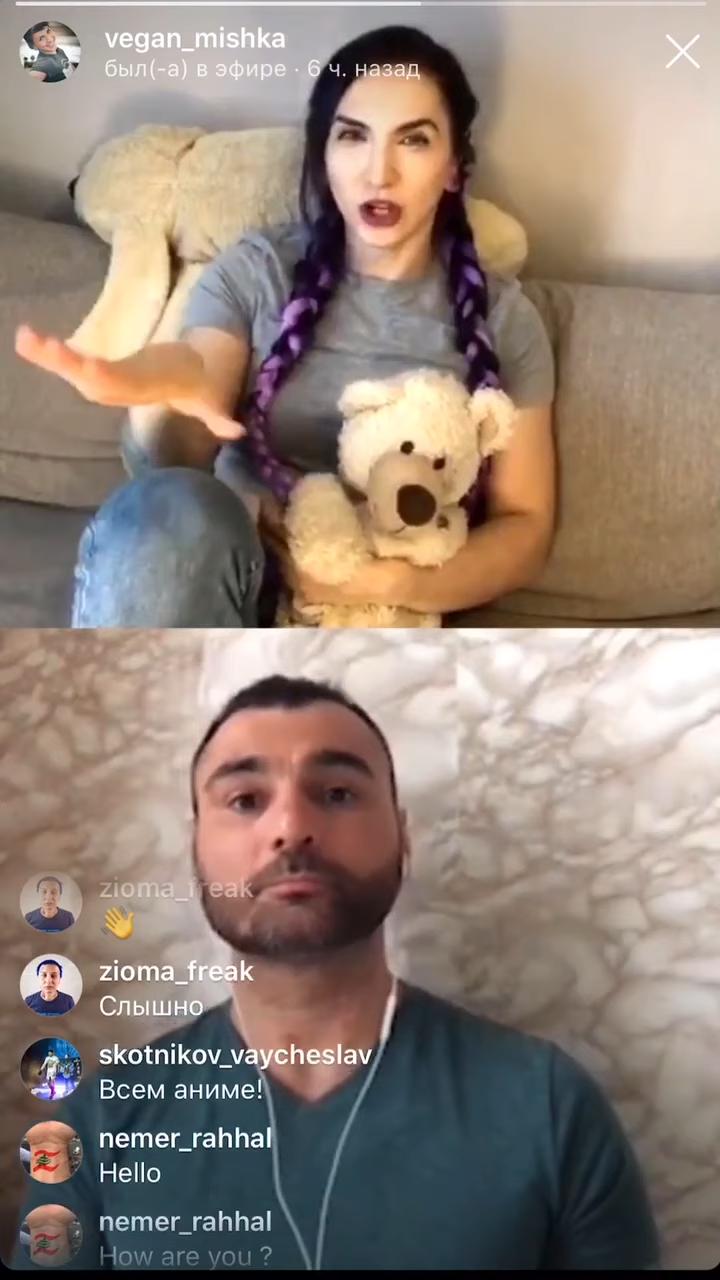 vegan_mishka
был(-а) в эфире · 6 ч. назад
zioma_freak
👋
zioma_freak
Слышно
skotnikov_vaycheslav
Всем аниме!
nemer_rahhal
Hello
nemer_rahhal
How are you ?